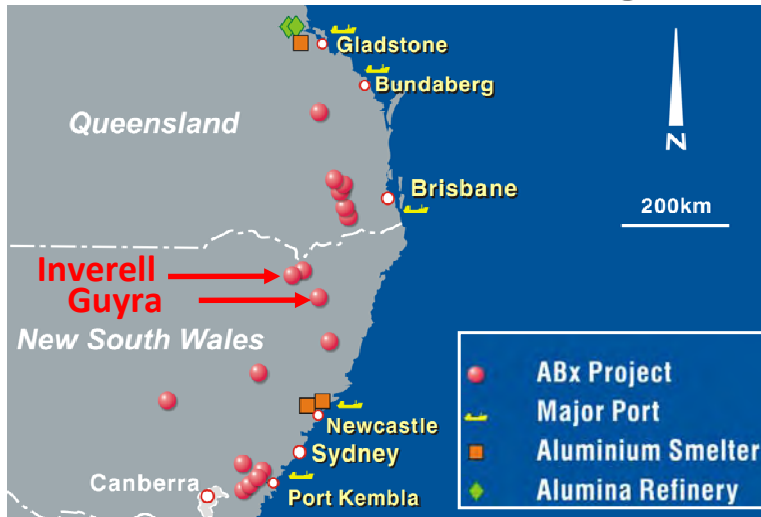 Gladstone
Bundaberg
Queensland
N
Brisbane
200km
Inverell
Guyra
New South Wales
ABx Project
Major Port
Newcastle
Aluminium Smelter
Sydney
Canberra
Port Kembla
Alumina Refinery